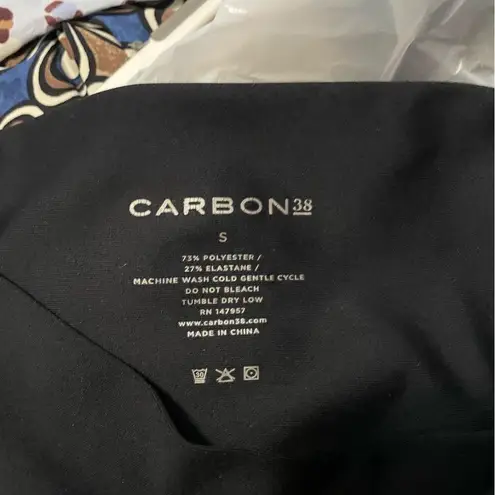 CARBON38
S
73% POLYESTER /
27% ELASTANE /
MACHINE WASH COLD GENTLE CYCLE
DO NOT BLEACH
TUMBLE DRY LOW
RN 147957
www.carbon38.com
MADE IN CHINA
30